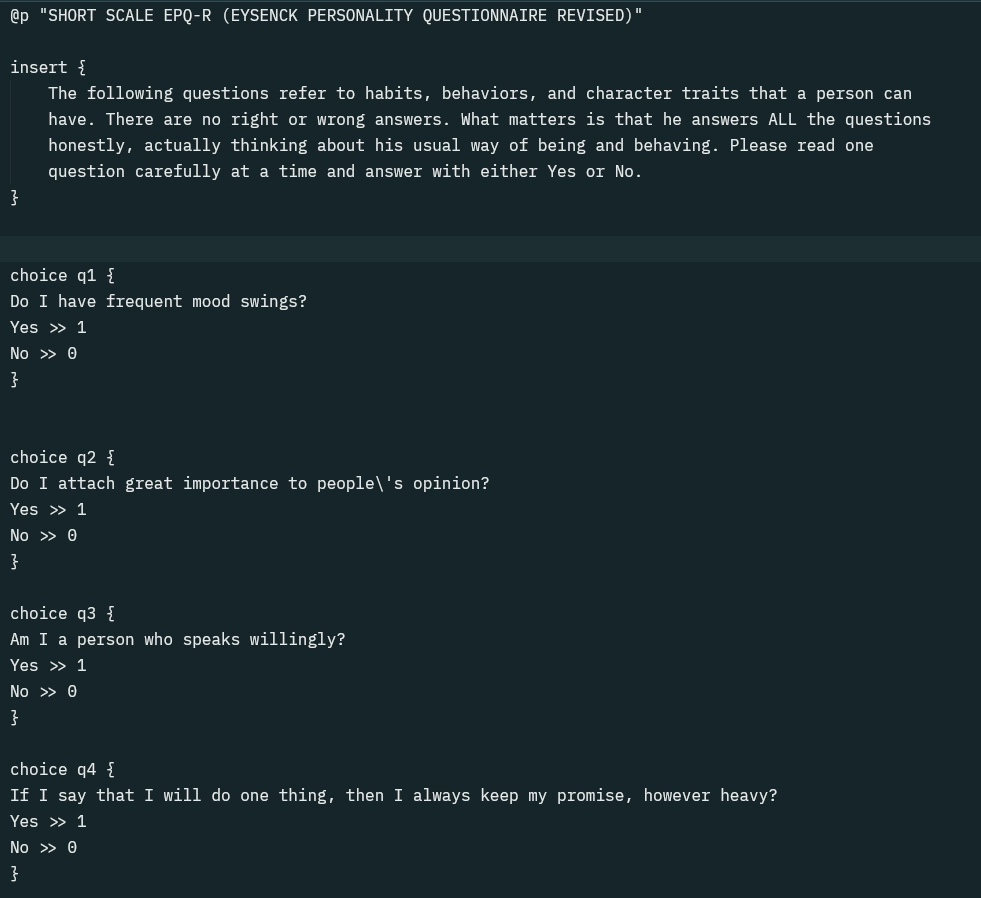 @p "SHORT SCALE EPQ-R (EYSENCK PERSONALITY QUESTIONNAIRE REVISED)"
insert {
The following questions refer to habits, behaviors, and character traits that a person can
have. There are no right or wrong answers. What matters is that he answers ALL the questions
honestly, actually thinking about his usual way of being and behaving. Please read one
question carefully at a time and answer with either Yes or No.
}
choice q1 {
Do I have frequent mood swings?
Yes >> 1
No >> 0
}
choice q2 {
Do I attach great importance to people\'s opinion?
Yes >> 1
No >> 0
}
choice q3 {
Am I a person who speaks willingly?
Yes >> 1
No >> 0
}
choice q4 {
If I say that I will do one thing, then I always keep my promise, however heavy?
Yes >> 1
No >> 0
}